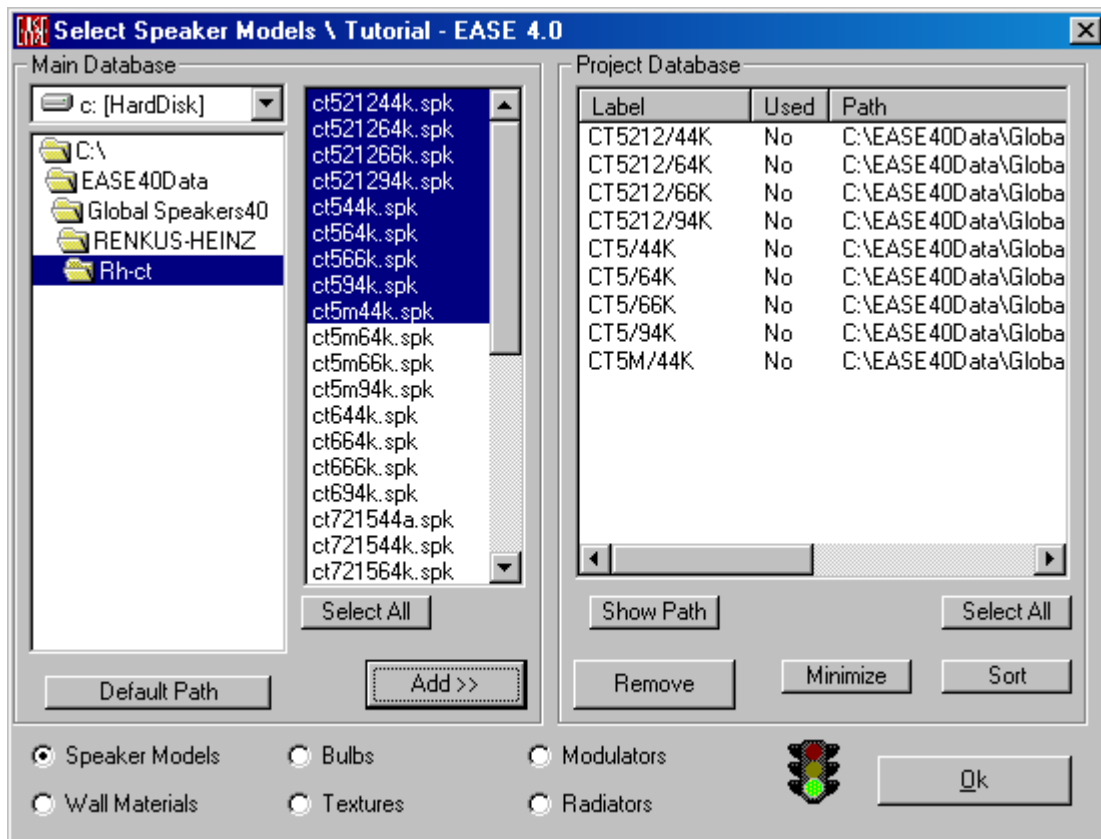 EASE Select Speaker Models \ Tutorial - EASE 4.0
Main Database
c: [HardDisk]
C:\
EASE40Data
Global Speakers40
RENKUS-HEINZ
Rh-ct
ct521244k.spk
ct521264k.spk
ct521266k.spk
ct521294k.spk
ct544k.spk
ct564k.spk
ct566k.spk
ct594k.spk
ct5m44k.spk
ct5m64k.spk
ct5m66k.spk
ct5m94k.spk
ct644k.spk
ct664k.spk
ct666k.spk
ct694k.spk
ct721544a.spk
ct721544k.spk
ct721564k.spk
Select All
Default Path
Add >>
Project Database
Label Used Path
CT5212/44K No C:\EASE40Data\Globa
CT5212/64K No C:\EASE40Data\Globa
CT5212/66K No C:\EASE40Data\Globa
CT5212/94K No C:\EASE40Data\Globa
CT5/44K No C:\EASE40Data\Globa
CT5/64K No C:\EASE40Data\Globa
CT5/66K No C:\EASE40Data\Globa
CT5/94K No C:\EASE40Data\Globa
CT5M/44K No C:\EASE40Data\Globa
Show Path
Select All
Remove
Minimize
Sort
Speaker Models
Bulbs
Modulators
Wall Materials
Textures
Radiators
Ok